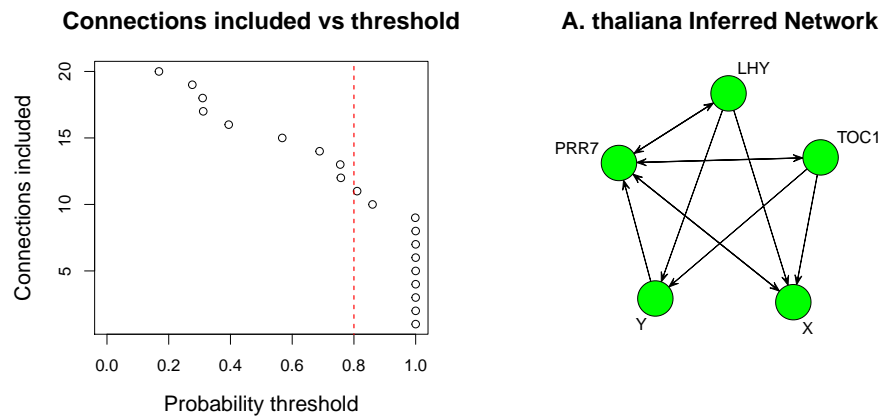 Connections included vs threshold
Connections included
20
15
10
5
0.0 0.2 0.4 0.6 0.8 1.0
Probability threshold
A. thaliana Inferred Network
LHY
TOC1
PRR7
Y
X